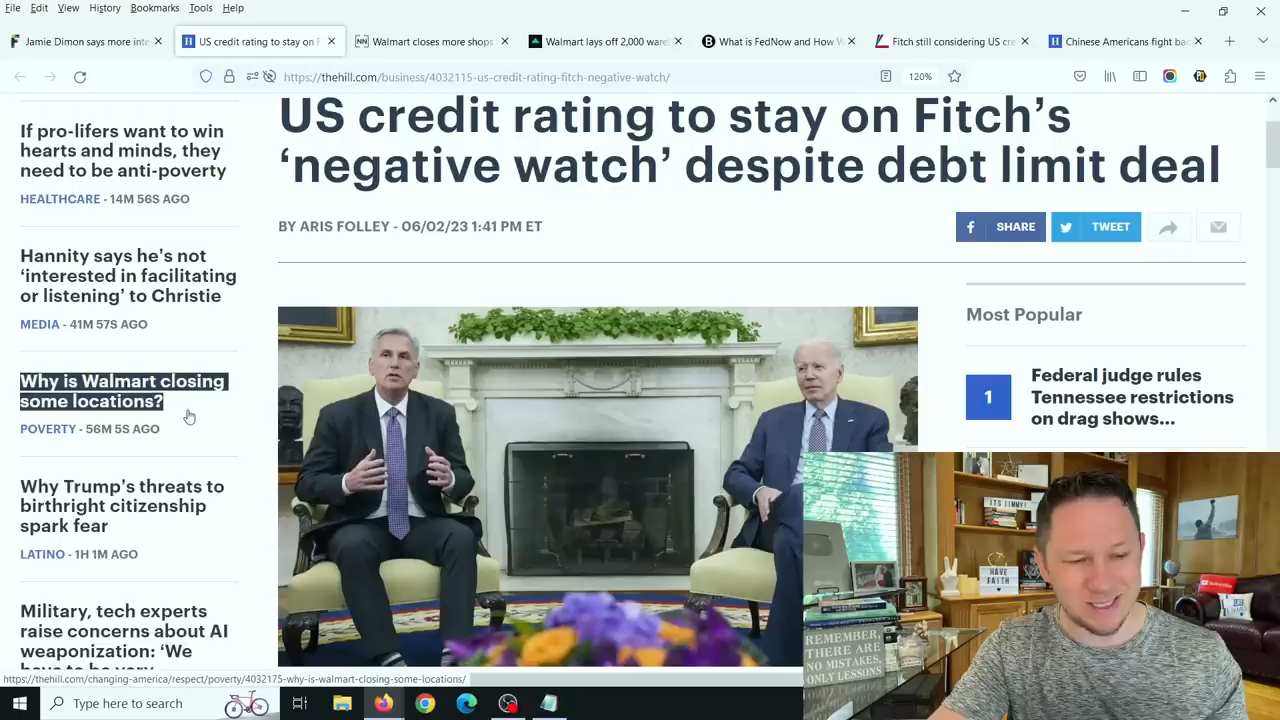 File Edit View History Bookmarks Tools Help
Jamie Dimon says more inte
US credit rating to stay on F
Walmart closes more shops
Walmart lays off 2,000 ware
What is FedNow and How W
Fitch still considering US cre
Chinese Americans fight bac
https://thehill.com/business/4032115-us-credit-rating-fitch-negative-watch/
120%
If pro-lifers want to win
hearts and minds, they
need to be anti-poverty
HEALTHCARE - 14M 56S AGO
Hannity says he's not
‘interested in facilitating
or listening’ to Christie
MEDIA - 41M 57S AGO
Why is Walmart closing
some locations?
POVERTY - 56M 5S AGO
Why Trump’s threats to
birthright citizenship
spark fear
LATINO - 1H 1M AGO
Military, tech experts
raise concerns about AI
weaponization: ‘We
have to be very
US credit rating to stay on Fitch’s
‘negative watch’ despite debt limit deal
BY ARIS FOLLEY - 06/02/23 1:41 PM ET
SHARE
TWEET
Most Popular
1
Federal judge rules
Tennessee restrictions
on drag shows...
ITS JIMMY!
HAVE
FAITH
REMEMBER,
THERE ARE
NO MISTAKES,
ONLY LESSONS
https://thehill.com/changing-america/respect/poverty/4032175-why-is-walmart-closing-some-locations/
Type here to search